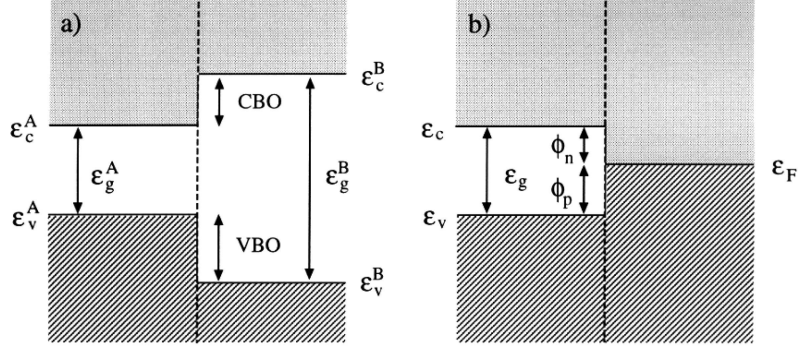 a)
ε_c^B
CBO
ε_c^A
ε_g^A
ε_g^B
ε_v^A
VBO
ε_v^B
b)
ε_c
ϕ_n
ε_g
ε_F
ϕ_p
ε_v